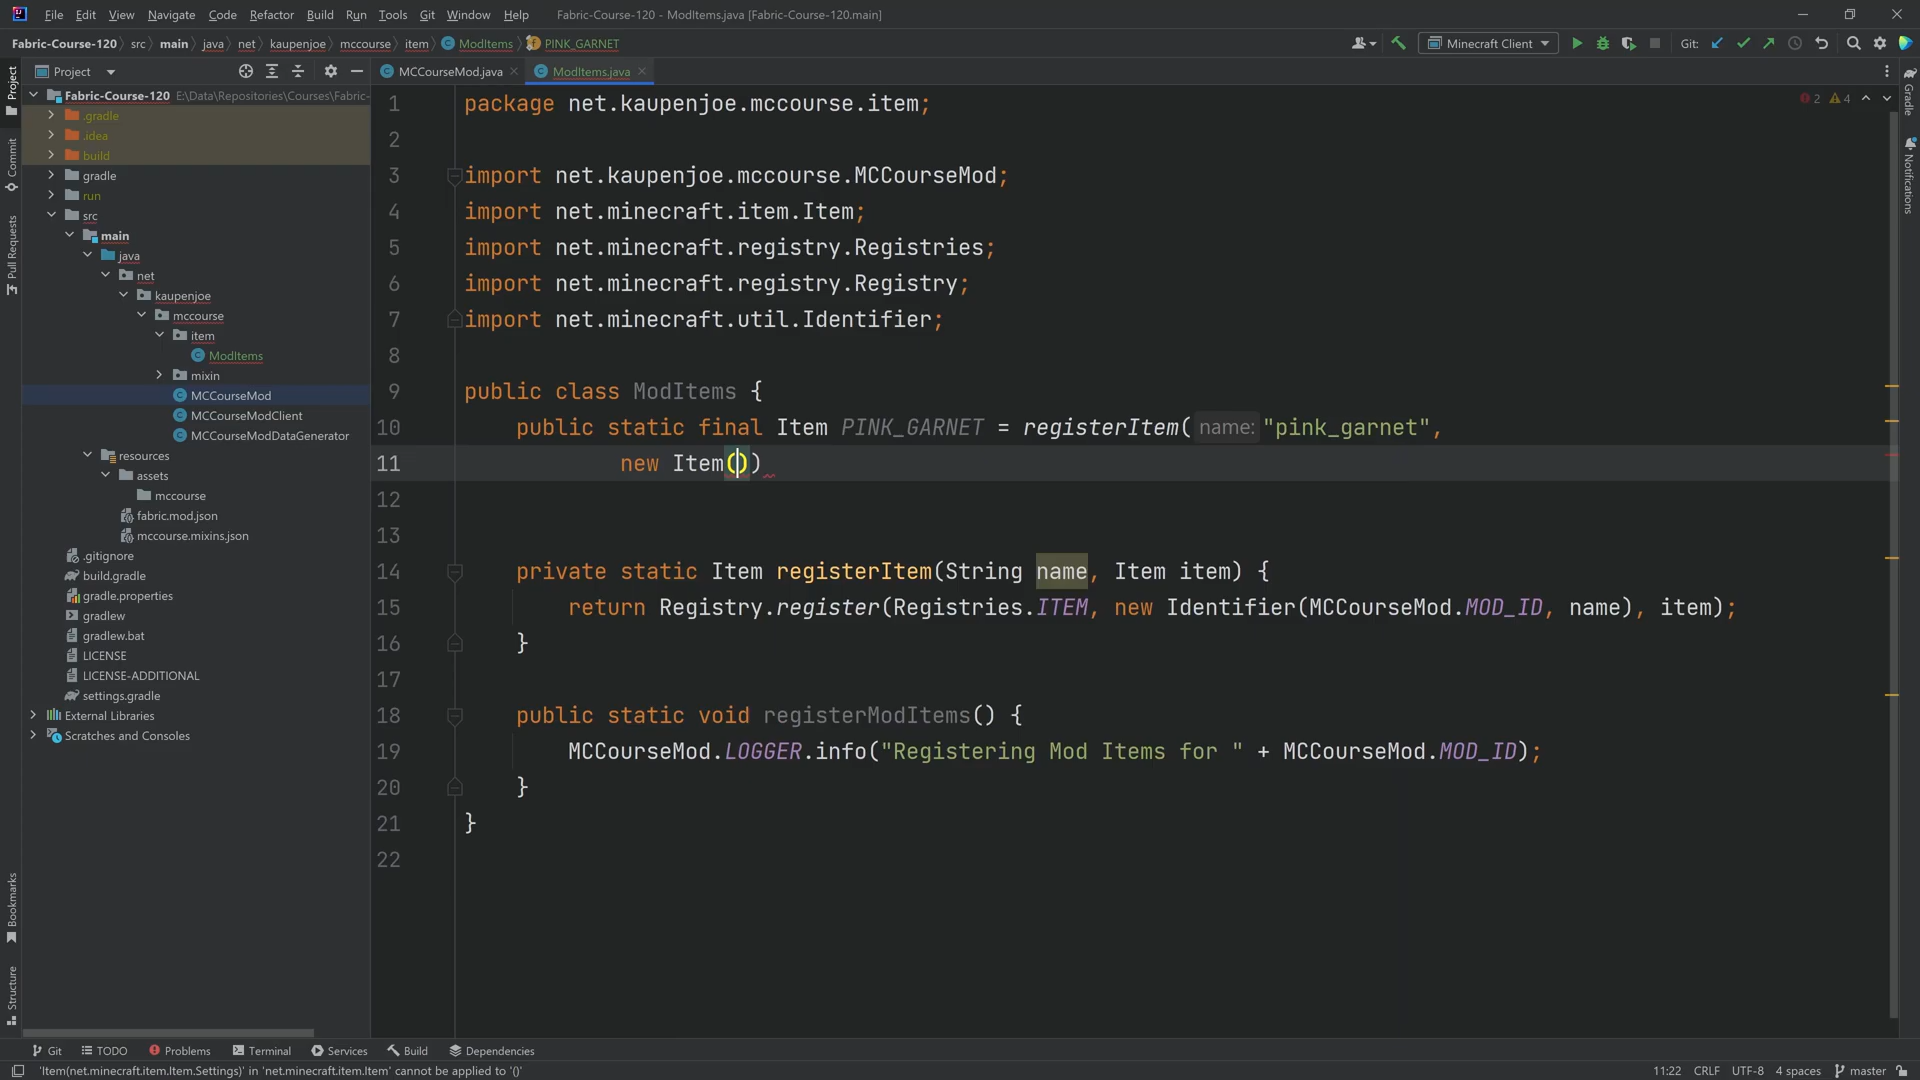 File Edit View Navigate Code Refactor Build Run Tools Git Window Help Fabric-Course-120 - ModItems.java [Fabric-Course-120.main]
Fabric-Course-120 src main java net kaupenjoe mccourse item ModItems PINK_GARNET Minecraft Client Git:
Project
MCCourseMod.java ModItems.java
Fabric-Course-120 E:\Data\Repositories\Courses\Fabric-
.gradle
.idea
build
gradle
run
src
main
java
net
kaupenjoe
mccourse
item
ModItems
mixin
MCCourseMod
MCCourseModClient
MCCourseModDataGenerator
resources
assets
mccourse
fabric.mod.json
mccourse.mixins.json
.gitignore
build.gradle
gradle.properties
gradlew
gradlew.bat
LICENSE
LICENSE-ADDITIONAL
settings.gradle
External Libraries
Scratches and Consoles
Project
Commit
Pull Requests
Bookmarks
Structure
1 package net.kaupenjoe.mccourse.item;
2
3 import net.kaupenjoe.mccourse.MCCourseMod;
4 import net.minecraft.item.Item;
5 import net.minecraft.registry.Registries;
6 import net.minecraft.registry.Registry;
7 import net.minecraft.util.Identifier;
8
9 public class ModItems {
10 public static final Item PINK_GARNET = registerItem( name: "pink_garnet",
11 new Item())
12
13
14 private static Item registerItem(String name, Item item) {
15 return Registry.register(Registries.ITEM, new Identifier(MCCourseMod.MOD_ID, name), item);
16 }
17
18 public static void registerModItems() {
19 MCCourseMod.LOGGER.info("Registering Mod Items for " + MCCourseMod.MOD_ID);
20 }
21 }
22
2 4
Gradle
Notifications
Git TODO Problems Terminal Services Build Dependencies
'Item(net.minecraft.item.Item.Settings)' in 'net.minecraft.item.Item' cannot be applied to '()' 11:22 CRLF UTF-8 4 spaces master